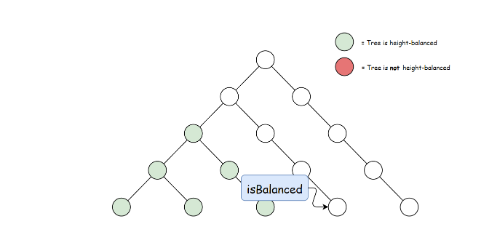 = Tree is height-balanced
= Tree is not height-balanced
isBalanced